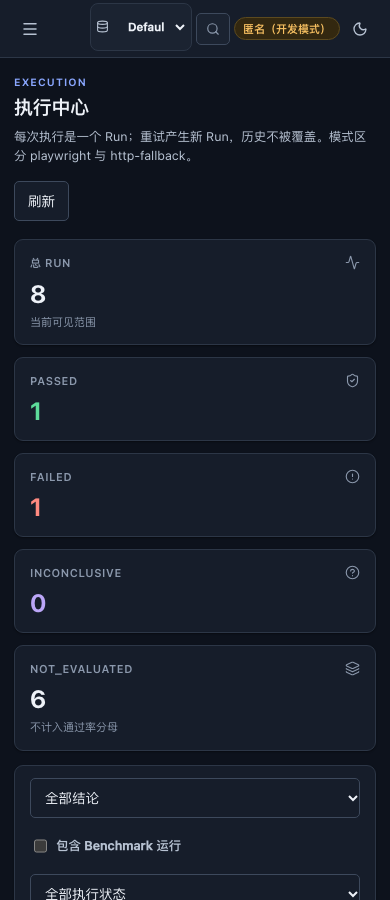 Defaul
匿名（开发模式）
EXECUTION
执行中心
每次执行是一个 Run；重试产生新 Run，历史不被覆盖。模式区
分 playwright 与 http-fallback。
刷新
总 RUN
8
当前可见范围
PASSED
1
FAILED
1
INCONCLUSIVE
0
NOT_EVALUATED
6
不计入通过率分母
全部结论
包含 Benchmark 运行
全部执行状态